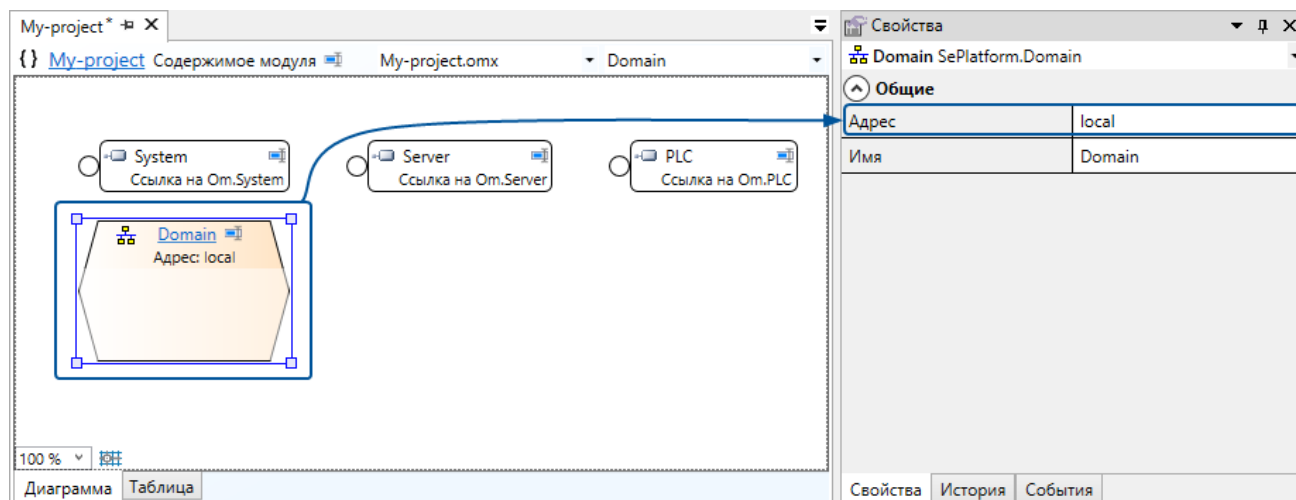 My-project*
{} My-project Содержимое модуля My-project.omx Domain
System
Ссылка на Om.System
Server
Ссылка на Om.Server
PLC
Ссылка на Om.PLC
Domain
Адрес: local
100 %
Диаграмма Таблица
Свойства
Domain SePlatform.Domain
Общие
Адрес local
Имя Domain
Свойства История События